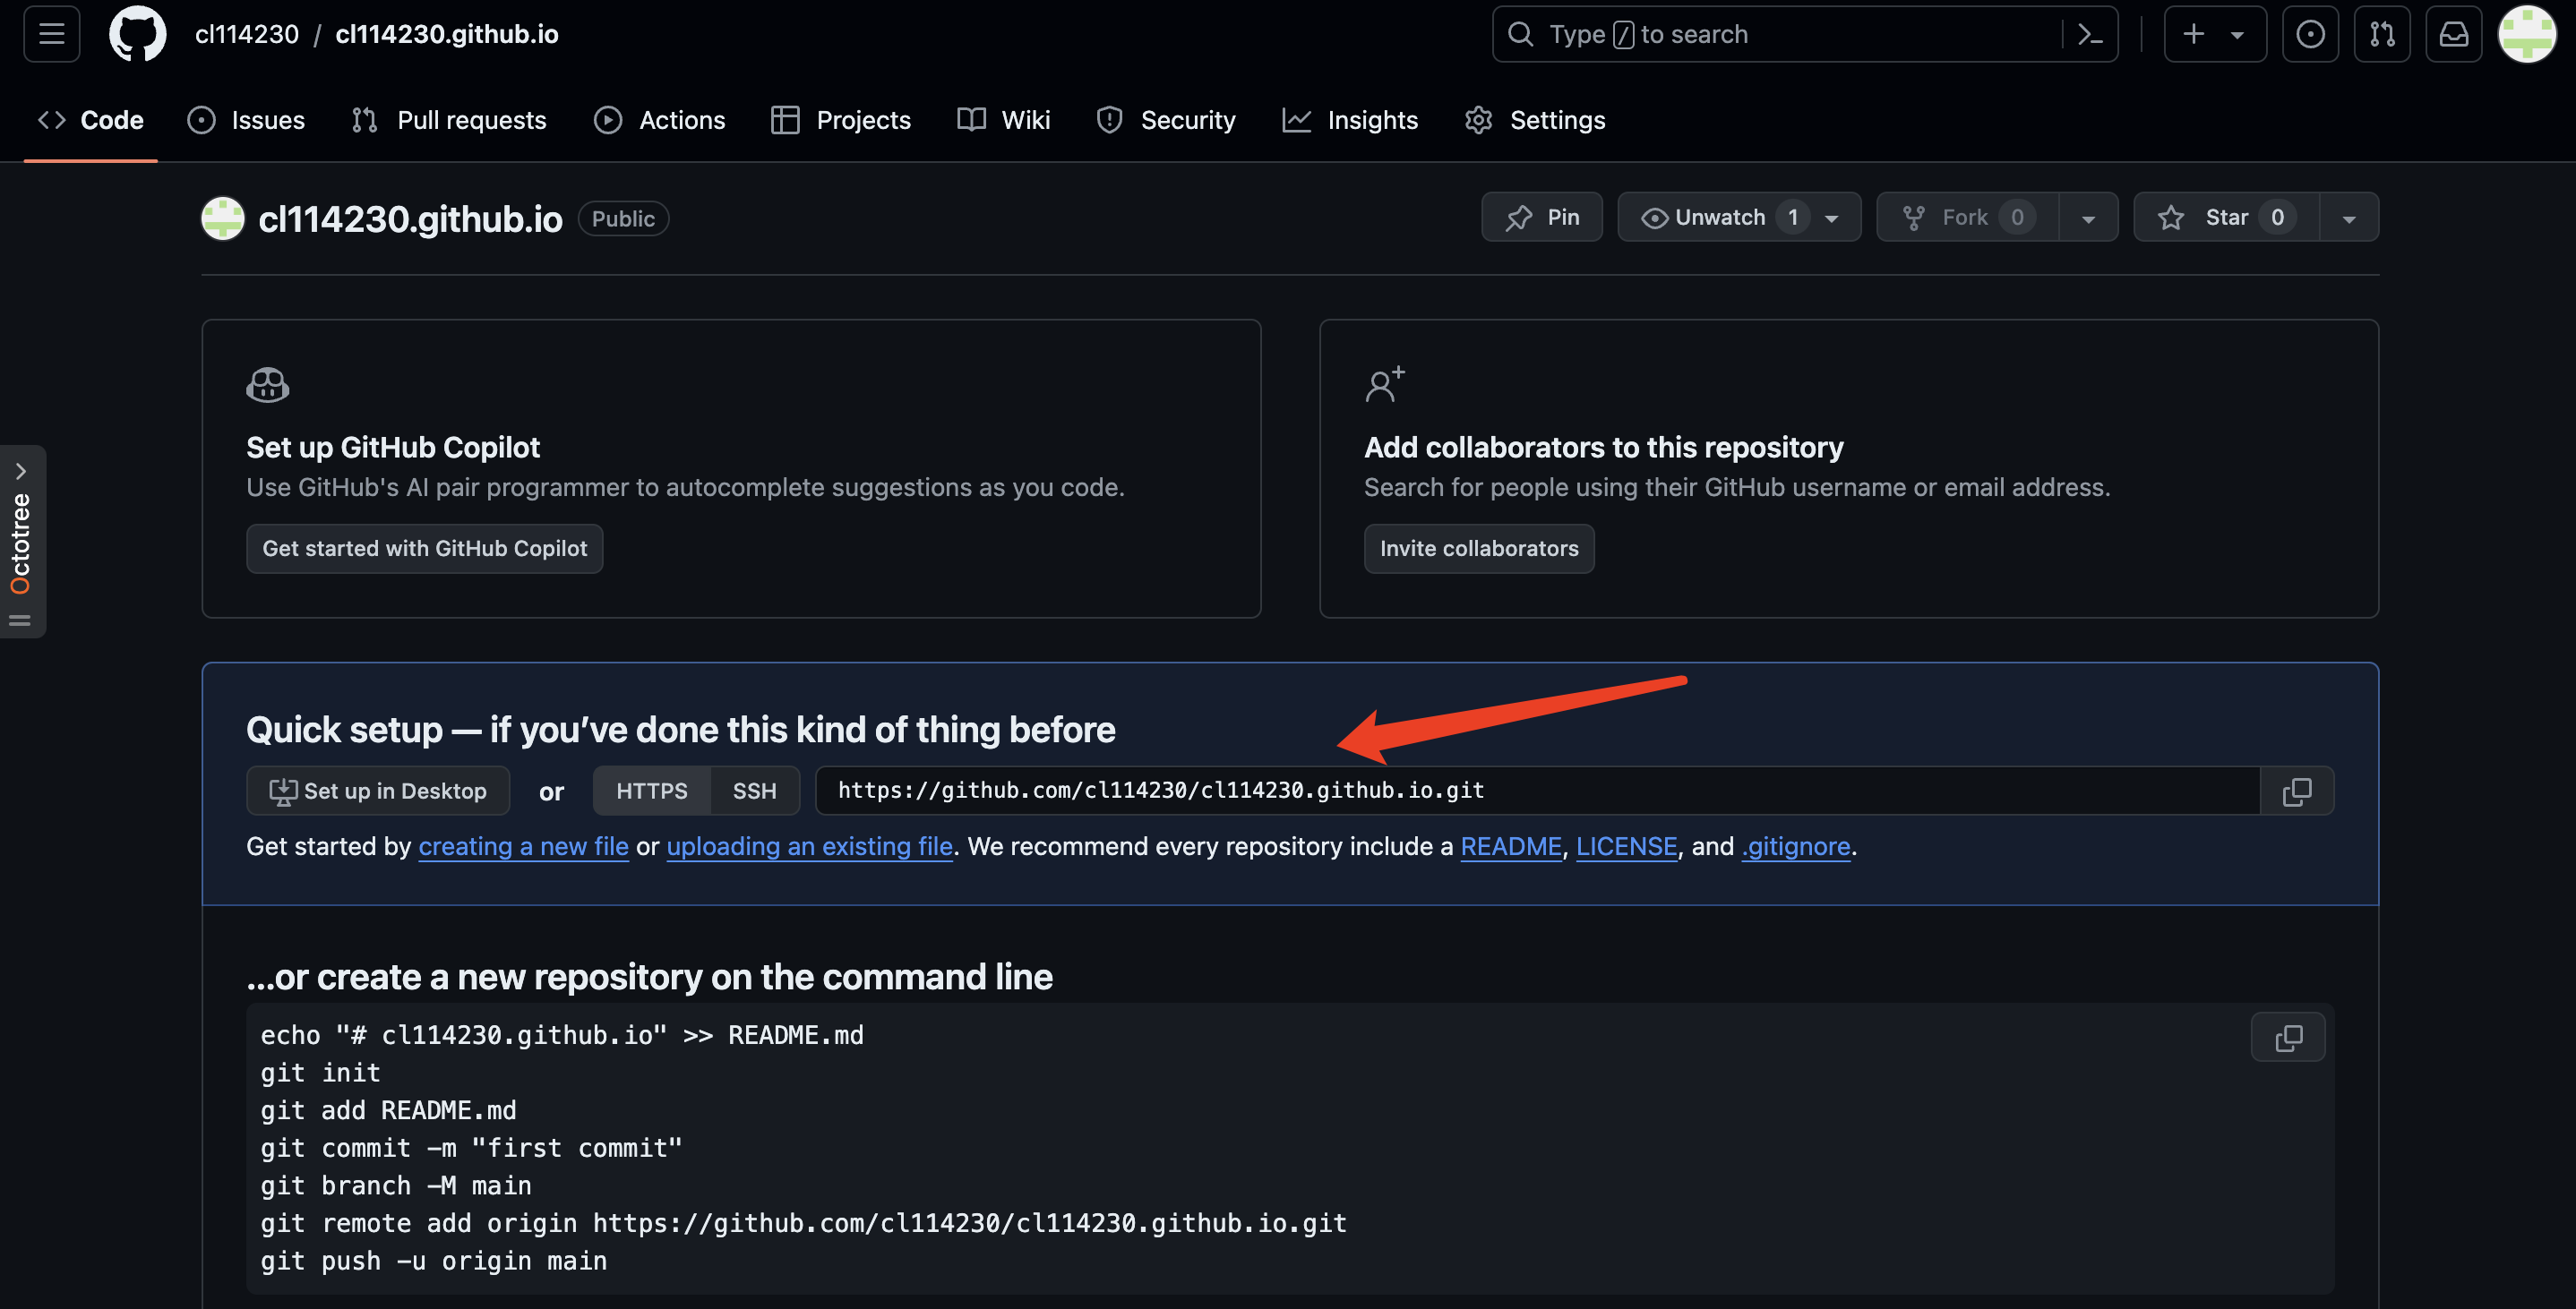 cl114230 / cl114230.github.io
Type / to search
Code Issues Pull requests Actions Projects Wiki Security Insights Settings
cl114230.github.io Public
Pin Unwatch 1 Fork 0 Star 0
Set up GitHub Copilot
Use GitHub's AI pair programmer to autocomplete suggestions as you code.
Get started with GitHub Copilot
Add collaborators to this repository
Search for people using their GitHub username or email address.
Invite collaborators
Octotree
Quick setup — if you’ve done this kind of thing before
Set up in Desktop or HTTPS SSH https://github.com/cl114230/cl114230.github.io.git
Get started by creating a new file or uploading an existing file. We recommend every repository include a README, LICENSE, and .gitignore.
…or create a new repository on the command line
echo "# cl114230.github.io" >> README.md
git init
git add README.md
git commit -m "first commit"
git branch -M main
git remote add origin https://github.com/cl114230/cl114230.github.io.git
git push -u origin main